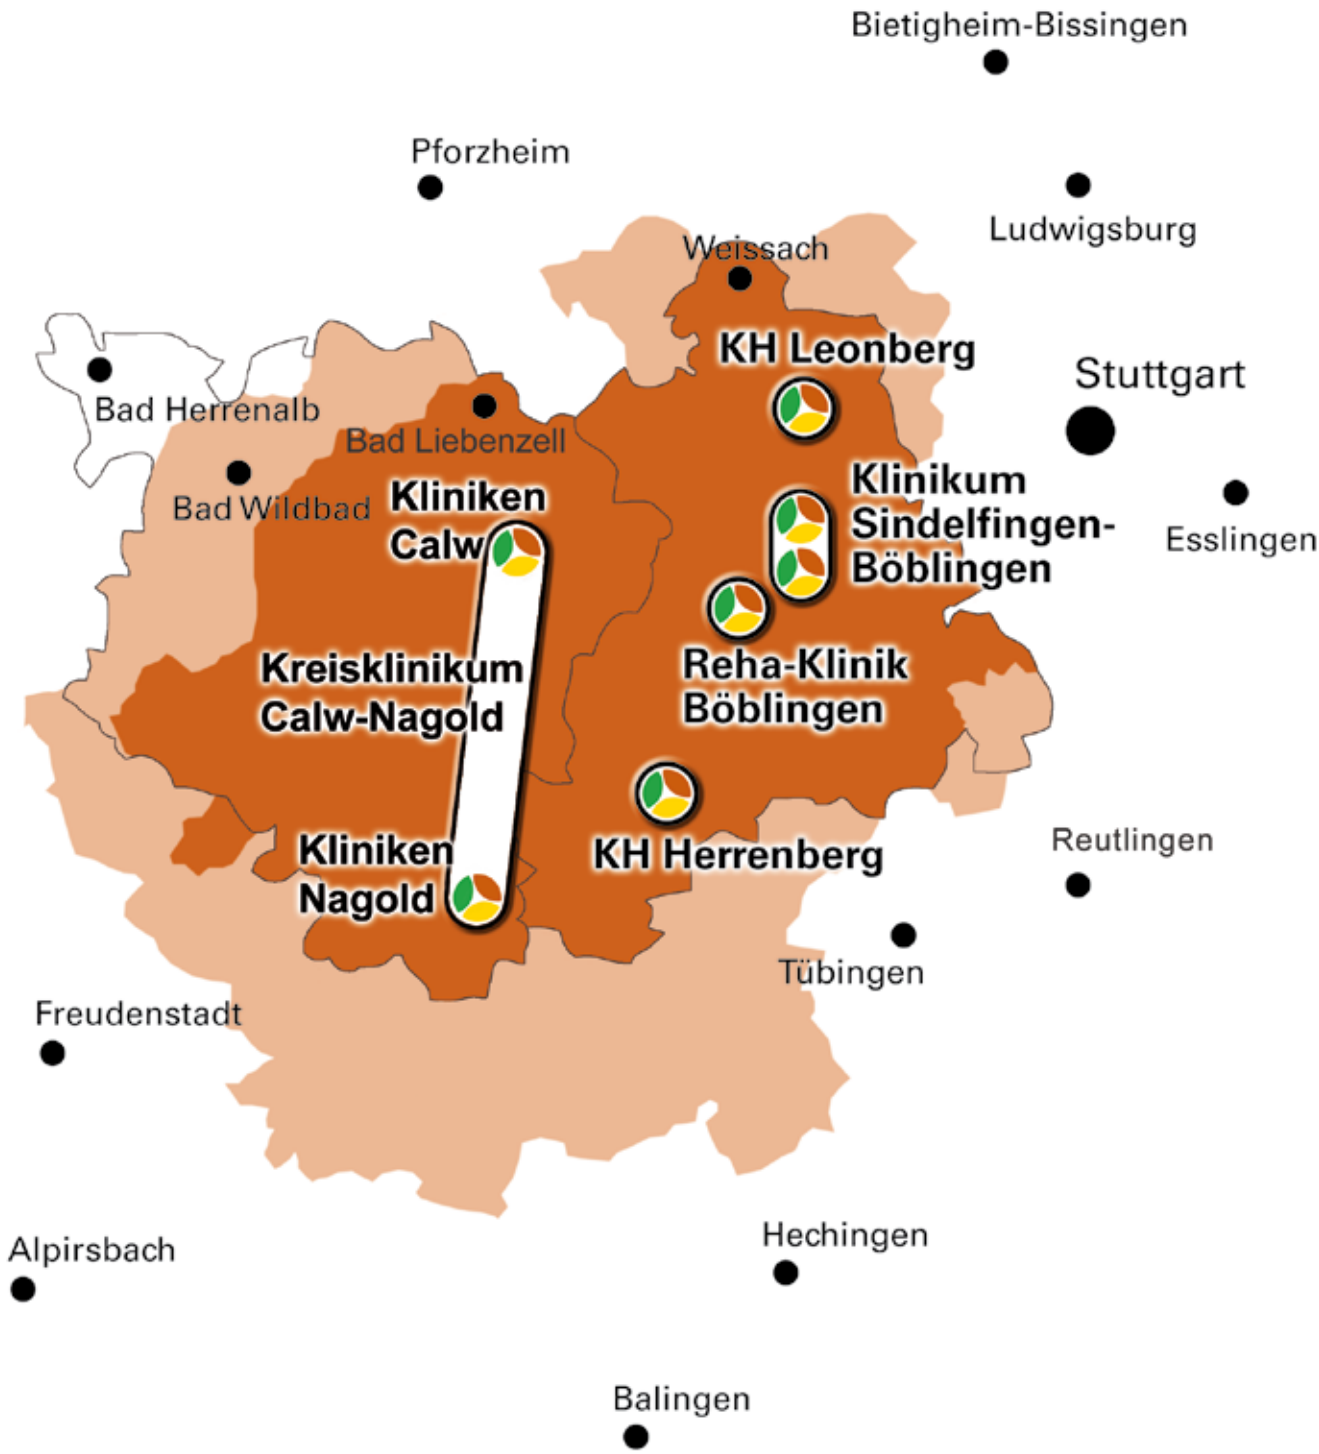 Bietigheim-Bissingen
Pforzheim
Ludwigsburg
Weissach
KH Leonberg
Stuttgart
Bad Herrenalb
Bad Liebenzell
Bad Wildbad
Kliniken
Calw
Klinikum
Sindelfingen-
Böblingen
Esslingen
Kreisklinikum
Calw-Nagold
Reha-Klinik
Böblingen
Kliniken
Nagold
KH Herrenberg
Reutlingen
Tübingen
Freudenstadt
Alpirsbach
Hechingen
Balingen